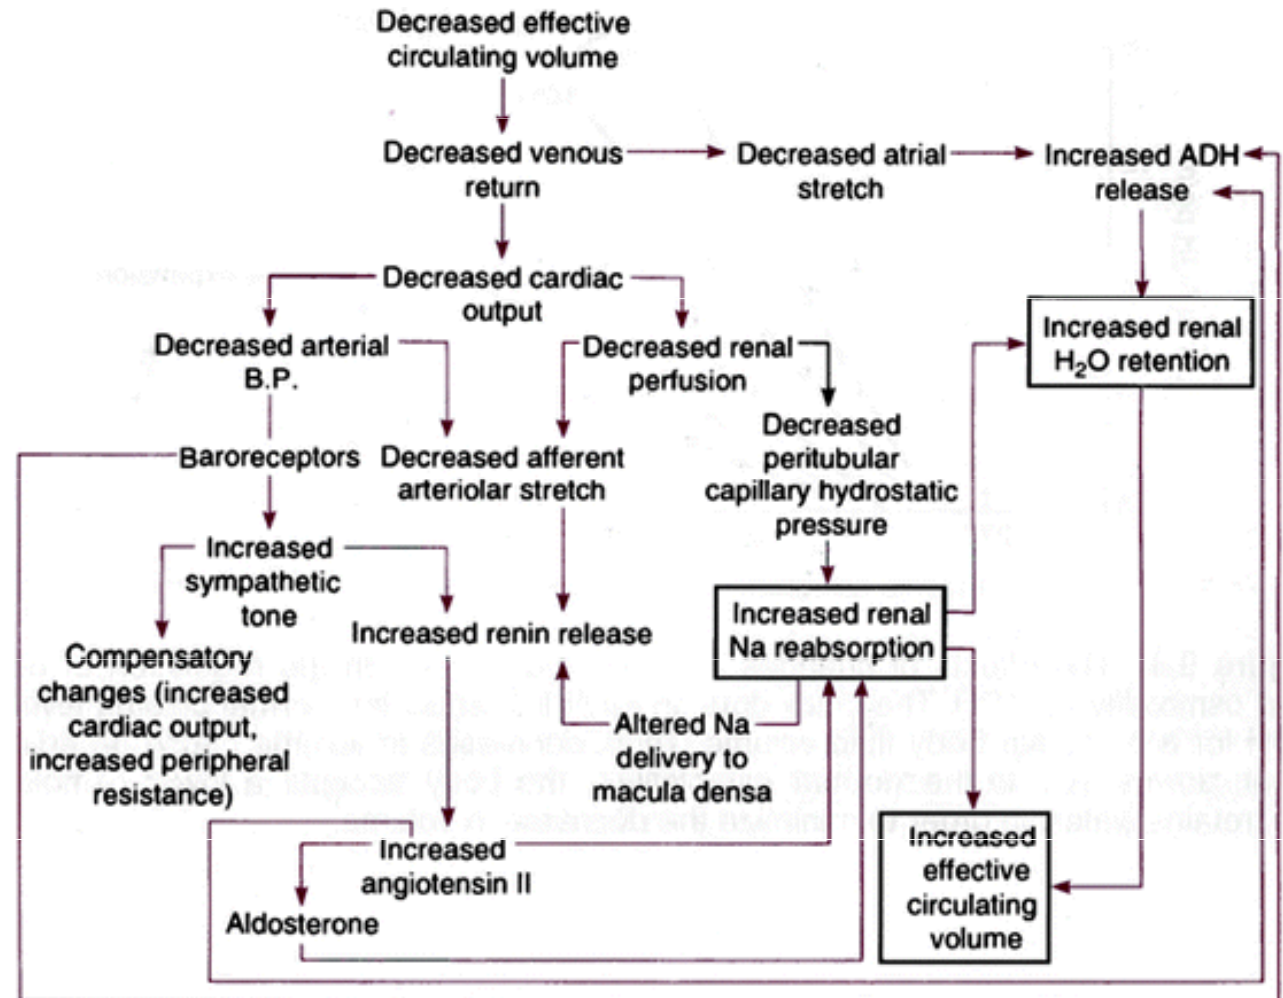 Decreased effective
circulating volume
Decreased venous
return
Decreased atrial
stretch
Increased ADH
release
Decreased cardiac
output
Decreased arterial
B.P.
Decreased renal
perfusion
Increased renal
H₂O retention
Baroreceptors
Decreased afferent
arteriolar stretch
Decreased
peritubular
capillary hydrostatic
pressure
Increased
sympathetic
tone
Increased renin release
Increased renal
Na reabsorption
Compensatory
changes (increased
cardiac output,
increased peripheral
resistance)
Altered Na
delivery to
macula densa
Increased
angiotensin II
Aldosterone
Increased
effective
circulating
volume